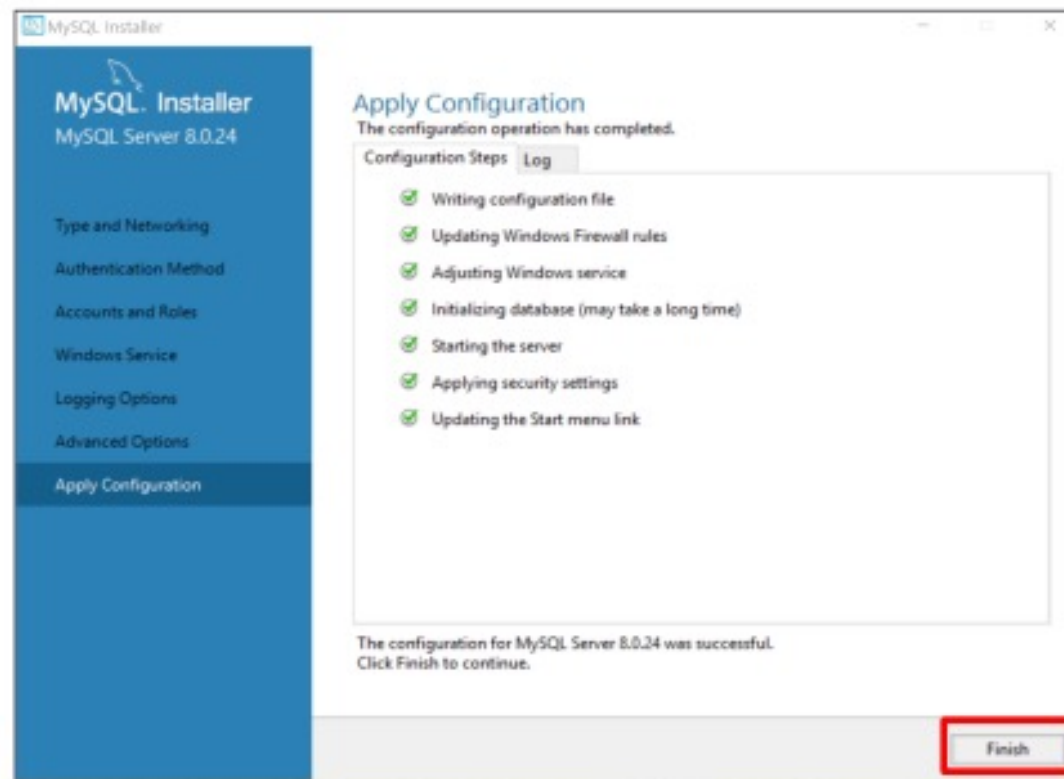 MySQL Installer
MySQL. Installer
MySQL Server 8.0.24
Type and Networking
Authentication Method
Accounts and Roles
Windows Service
Logging Options
Advanced Options
Apply Configuration
Apply Configuration
The configuration operation has completed.
Configuration Steps
Log
Writing configuration file
Updating Windows Firewall rules
Adjusting Windows service
Initializing database (may take a long time)
Starting the server
Applying security settings
Updating the Start menu link
The configuration for MySQL Server 8.0.24 was successful.
Click Finish to continue.
Finish